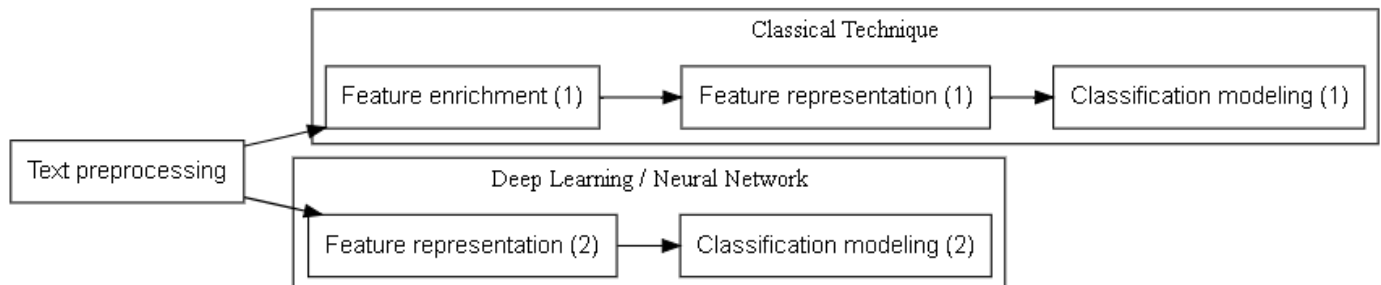 Classical Technique
Feature enrichment (1)
Feature representation (1)
Classification modeling (1)
Text preprocessing
Deep Learning / Neural Network
Feature representation (2)
Classification modeling (2)